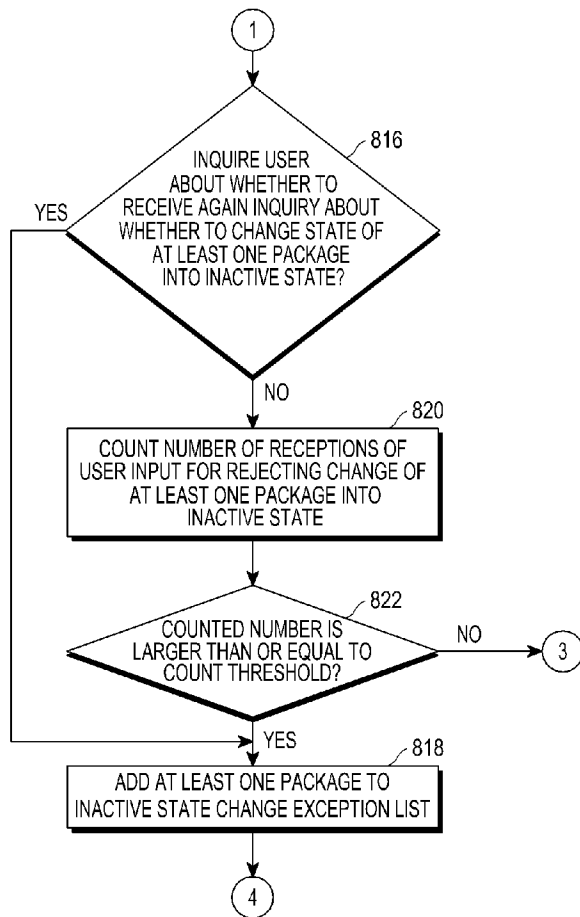 1
816
INQUIRE USER
ABOUT WHETHER TO
RECEIVE AGAIN INQUIRY ABOUT
WHETHER TO CHANGE STATE OF
AT LEAST ONE PACKAGE
INTO INACTIVE STATE?
YES
NO
820
COUNT NUMBER OF RECEPTIONS OF
USER INPUT FOR REJECTING CHANGE OF
AT LEAST ONE PACKAGE INTO
INACTIVE STATE
822
COUNTED NUMBER IS
LARGER THAN OR EQUAL TO
COUNT THRESHOLD?
NO
3
YES
818
ADD AT LEAST ONE PACKAGE TO
INACTIVE STATE CHANGE EXCEPTION LIST
4